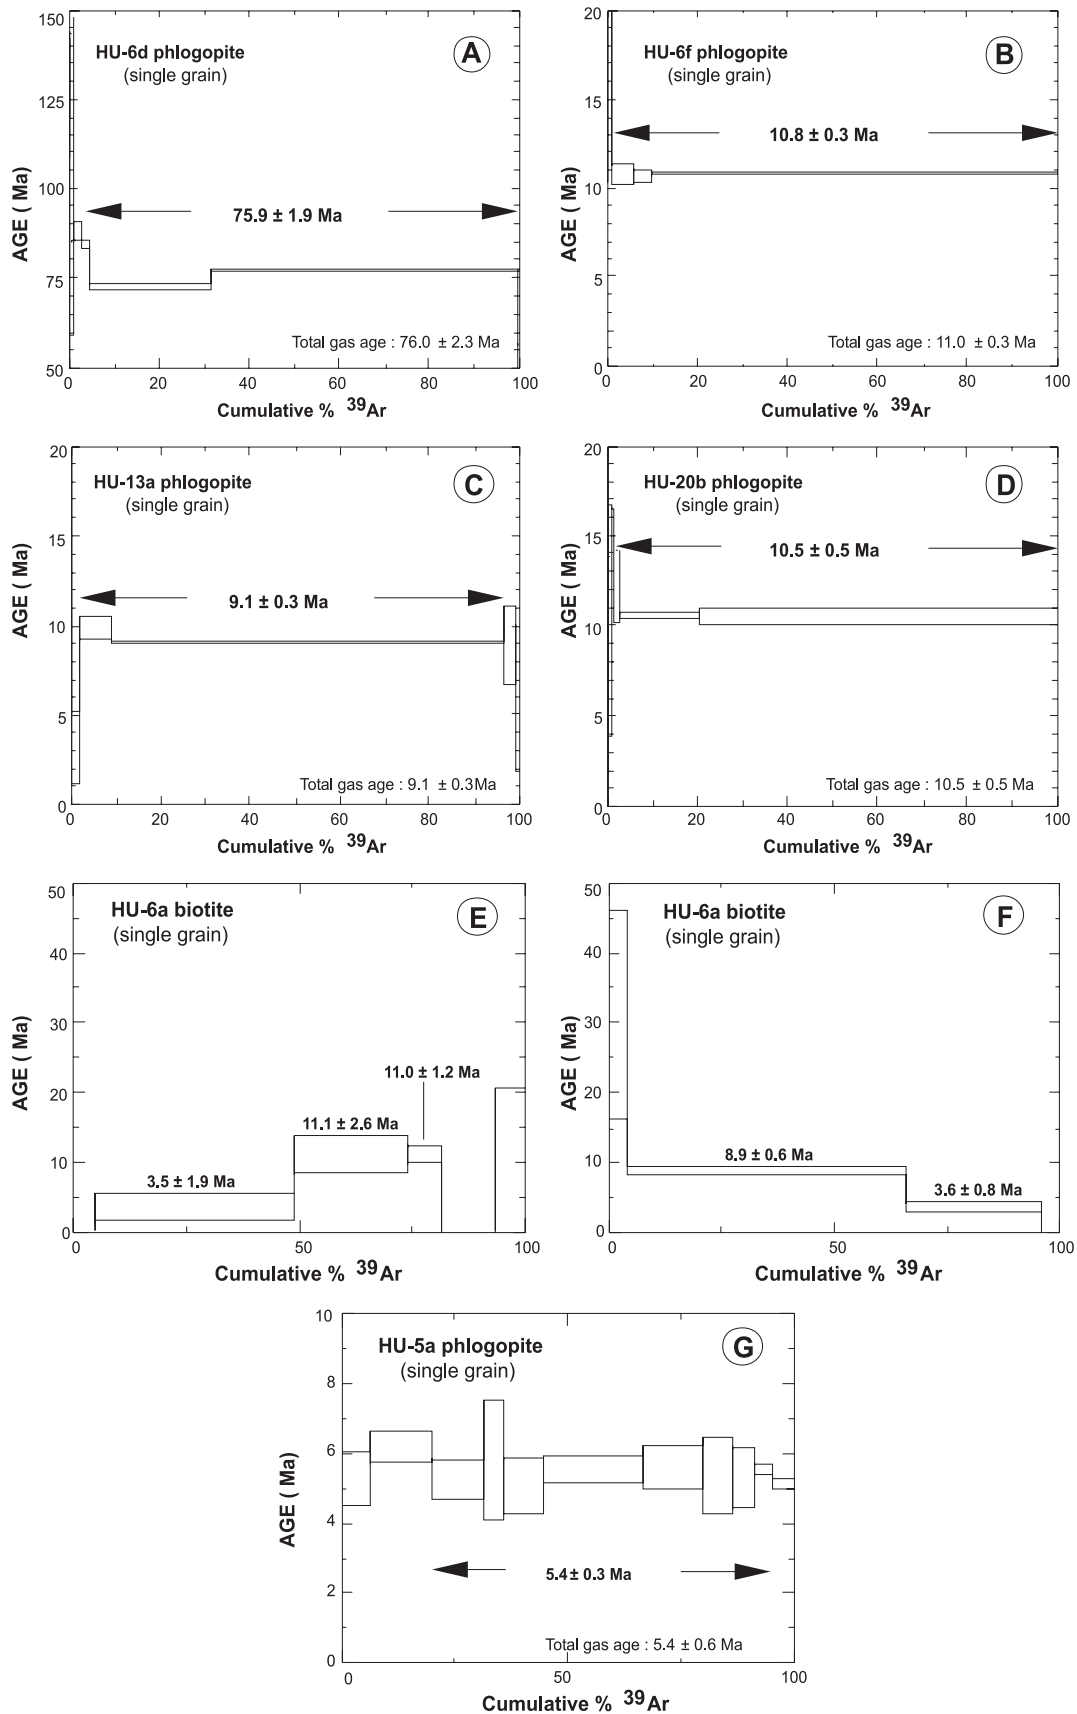 HU-6d phlogopite
(single grain)
A
AGE ( Ma)
150
125
100
75
50
75.9 ± 1.9 Ma
Total gas age : 76.0 ± 2.3 Ma
0 20 40 60 80 100
Cumulative % 39Ar
HU-6f phlogopite
(single grain)
B
AGE ( Ma)
20
15
10
5
0
10.8 ± 0.3 Ma
Total gas age : 11.0 ± 0.3 Ma
0 20 40 60 80 100
Cumulative % 39Ar
HU-13a phlogopite
(single grain)
C
AGE ( Ma)
20
15
10
5
0
9.1 ± 0.3 Ma
Total gas age : 9.1 ± 0.3Ma
0 20 40 60 80 100
Cumulative % 39Ar
HU-20b phlogopite
(single grain)
D
AGE ( Ma)
20
15
10
5
0
10.5 ± 0.5 Ma
Total gas age : 10.5 ± 0.5 Ma
0 20 40 60 80 100
Cumulative % 39Ar
HU-6a biotite
(single grain)
E
AGE ( Ma)
50
40
30
20
10
0
11.0 ± 1.2 Ma
11.1 ± 2.6 Ma
3.5 ± 1.9 Ma
0 50 100
Cumulative % 39Ar
HU-6a biotite
(single grain)
F
AGE ( Ma)
50
40
30
20
10
0
8.9 ± 0.6 Ma
3.6 ± 0.8 Ma
0 50 100
Cumulative % 39Ar
HU-5a phlogopite
(single grain)
G
AGE ( Ma)
10
8
6
4
2
0
5.4 ± 0.3 Ma
Total gas age : 5.4 ± 0.6 Ma
0 50 100
Cumulative % 39Ar